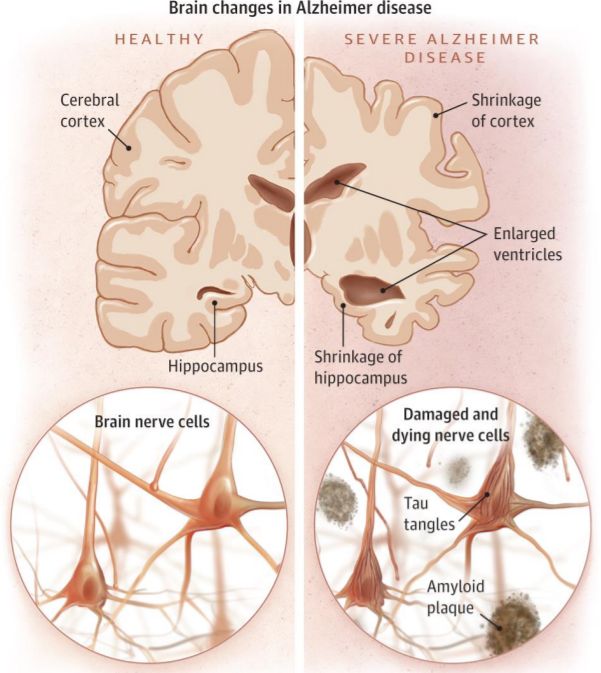 Brain changes in Alzheimer disease
HEALTHY
SEVERE ALZHEIMER
DISEASE
Cerebral
cortex
Shrinkage
of cortex
Enlarged
ventricles
Hippocampus
Shrinkage of
hippocampus
Brain nerve cells
Damaged and
dying nerve cells
Tau
tangles
Amyloid
plaque